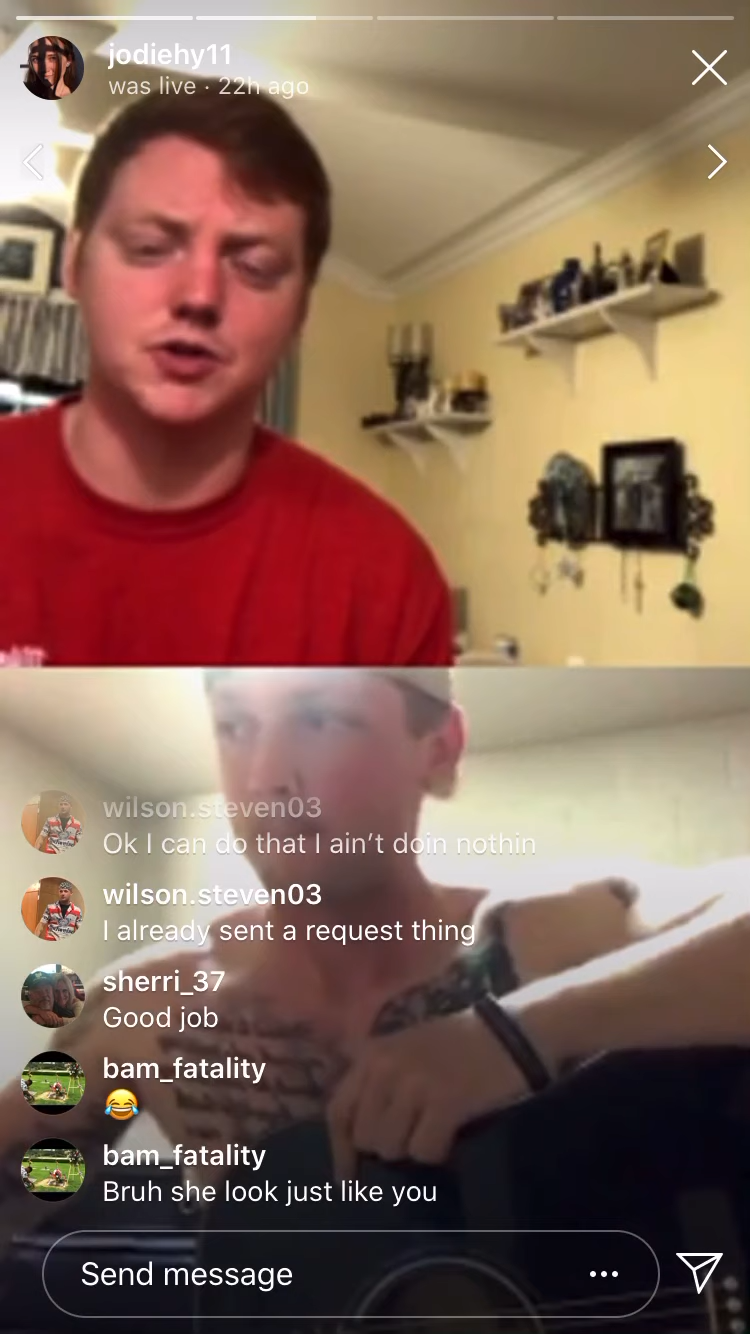 jodiehy11
was live · 22h ago
wilson.steven03
Ok I can do that I ain’t doin nothin
wilson.steven03
I already sent a request thing
sherri_37
Good job
bam_fatality
😂
bam_fatality
Bruh she look just like you
Send message